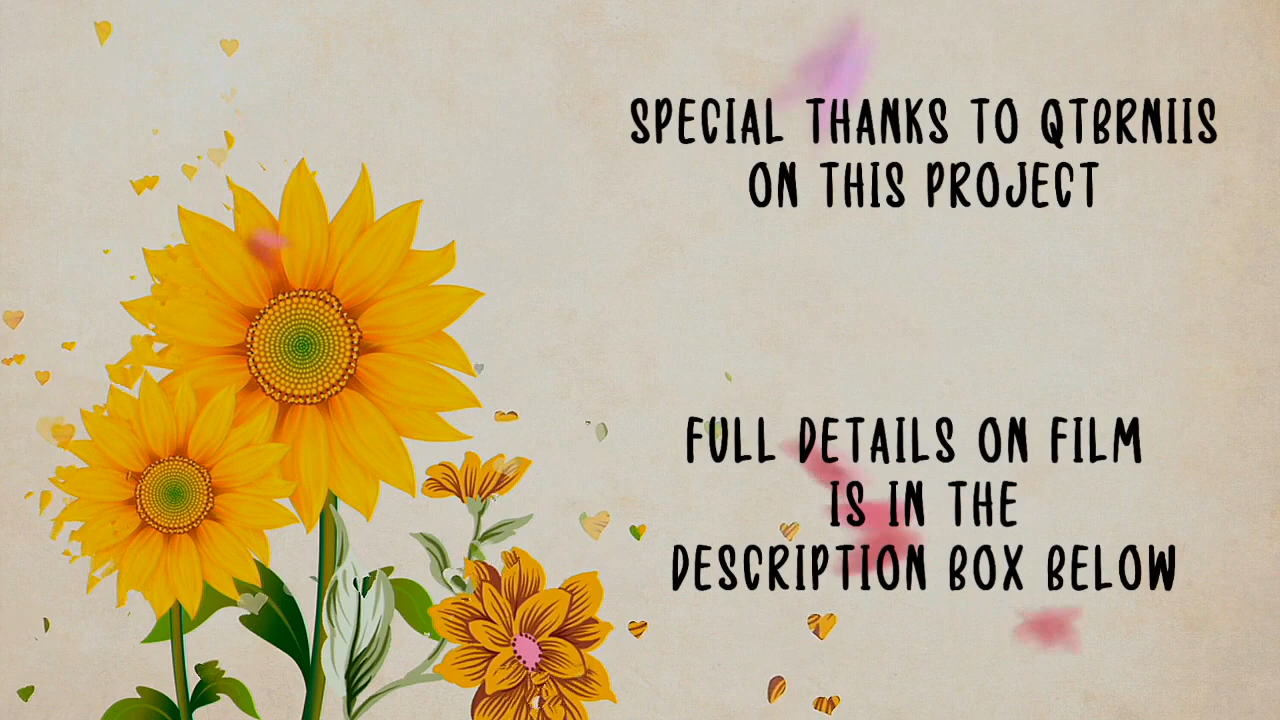 SPECIAL THANKS TO QTBRNIIS
ON THIS PROJECT
FULL DETAILS ON FILM
IS IN THE
DESCRIPTION BOX BELOW